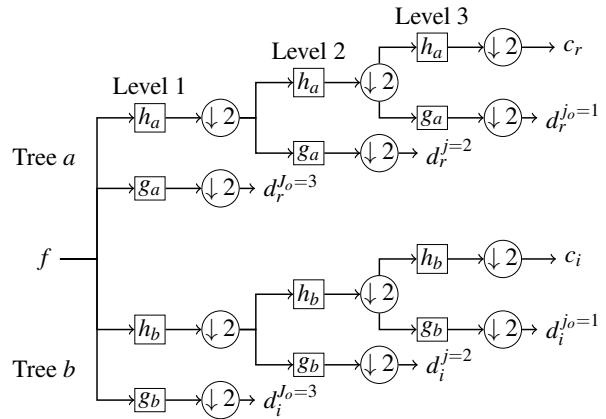 Level 3
h_a ↓2 c_r
Level 2
h_a ↓2
Level 1
g_a ↓2 d_r^{j_o=1}
h_a ↓2
g_a ↓2 d_r^{j=2}
Tree a
g_a ↓2 d_r^{J_o=3}
f
h_b ↓2 c_i
h_b ↓2
h_b ↓2
g_b ↓2 d_i^{j_o=1}
g_b ↓2 d_i^{j=2}
Tree b
g_b ↓2 d_i^{J_o=3}